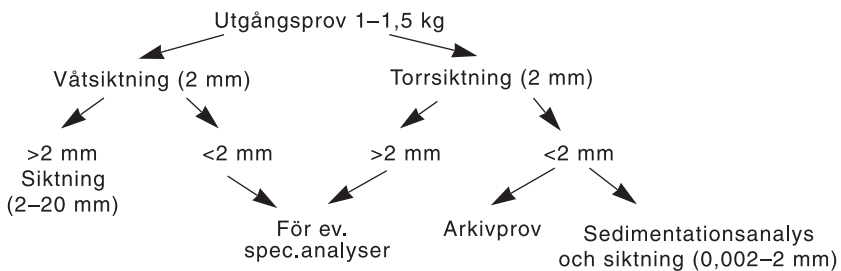 Utgångsprov 1–1,5 kg
Våtsiktning (2 mm)
Torrsiktning (2 mm)
>2 mm
Siktning
(2–20 mm)
<2 mm
>2 mm
<2 mm
För ev.
spec.analyser
Arkivprov
Sedimentationsanalys
och siktning (0,002–2 mm)